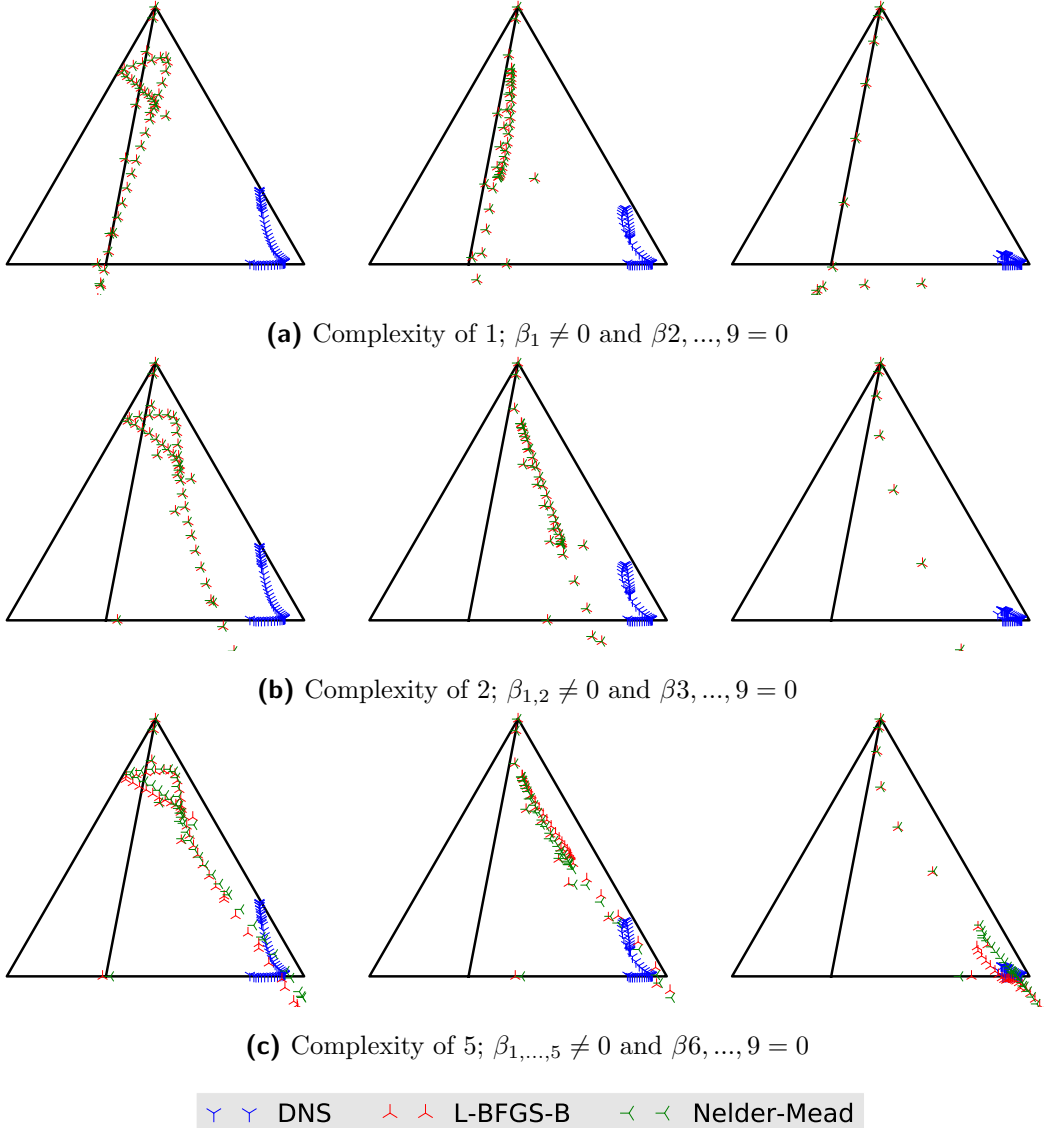 (a) Complexity of 1; β₁ ≠ 0 and β2, ..., 9 = 0
(b) Complexity of 2; β₁,₂ ≠ 0 and β3, ..., 9 = 0
(c) Complexity of 5; β₁,...,₅ ≠ 0 and β6, ..., 9 = 0
DNS L-BFGS-B Nelder-Mead